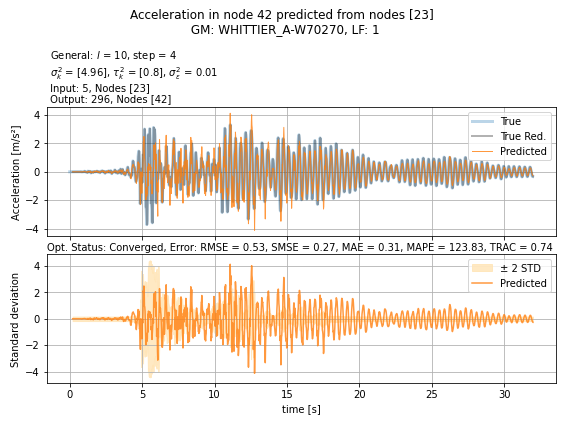 Acceleration in node 42 predicted from nodes [23]
GM: WHITTIER_A-W70270, LF: 1
General: l = 10, step = 4
σ²ₖ = [4.96], τ²ₖ = [0.8], σ²ε = 0.01
Input: 5, Nodes [23]
Output: 296, Nodes [42]
Acceleration [m/s²]
4
2
0
−2
−4
True
True Red.
Predicted
Opt. Status: Converged, Error: RMSE = 0.53, SMSE = 0.27, MAE = 0.31, MAPE = 123.83, TRAC = 0.74
Standard deviation
4
2
0
−2
−4
± 2 STD
Predicted
0 5 10 15 20 25 30
time [s]